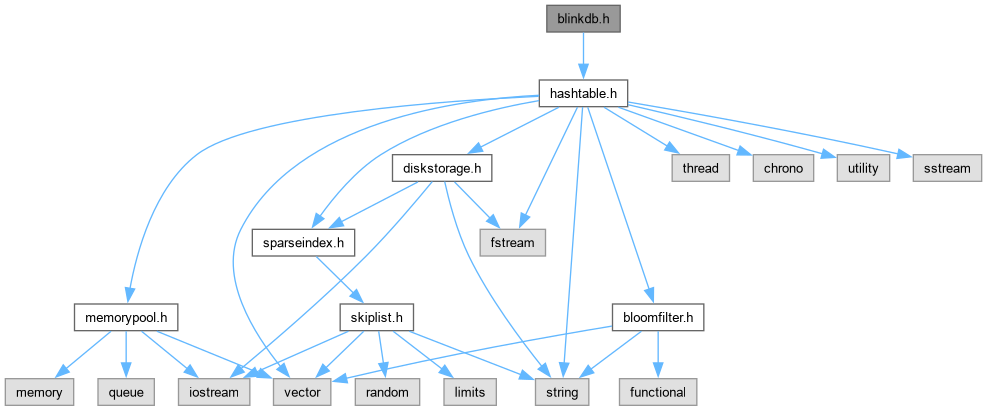 blinkdb.h
hashtable.h
diskstorage.h
thread
chrono
utility
sstream
sparseindex.h
fstream
memorypool.h
skiplist.h
bloomfilter.h
memory
queue
iostream
vector
random
limits
string
functional